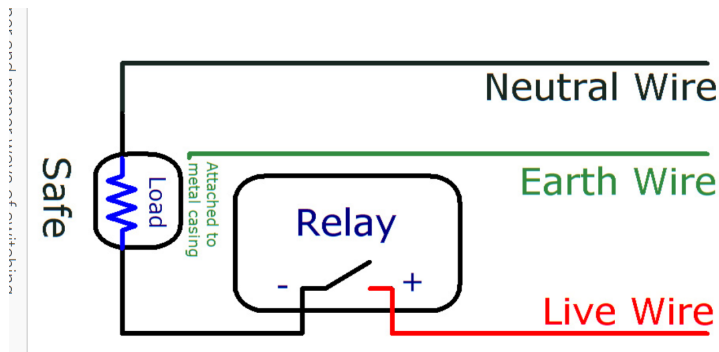 Neutral Wire
Earth Wire
Attached to
metal casing
Safe
Load
Relay
- +
Live Wire